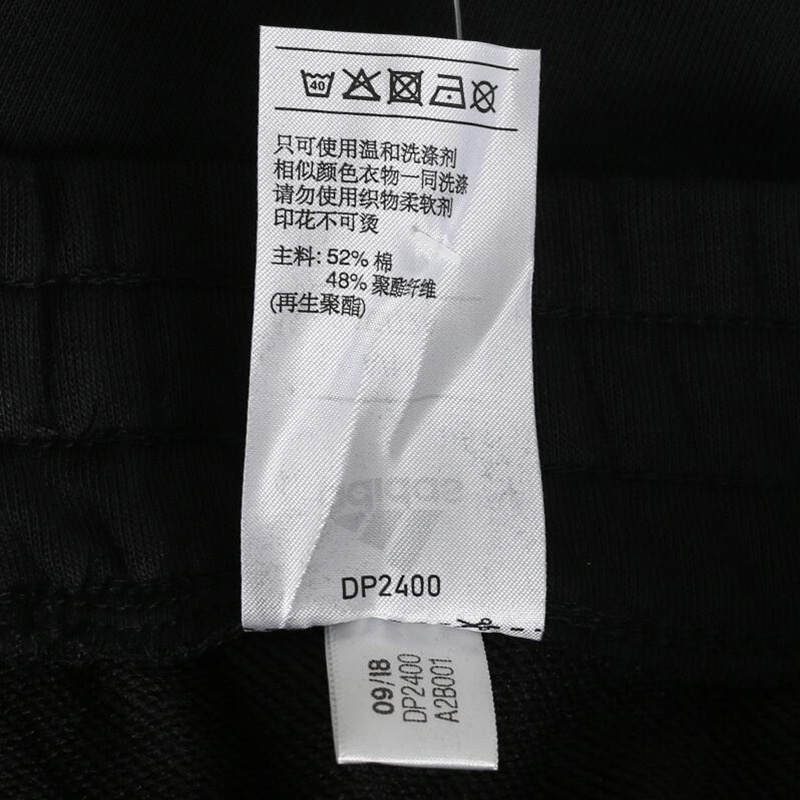 40
只可使用温和洗涤剂
相似颜色衣物一同洗涤
请勿使用织物柔软剂
印花不可烫
主料: 52% 棉
48% 聚酯纤维
(再生聚酯)
adidas
DP2400
09/18
DP2400
A2B001